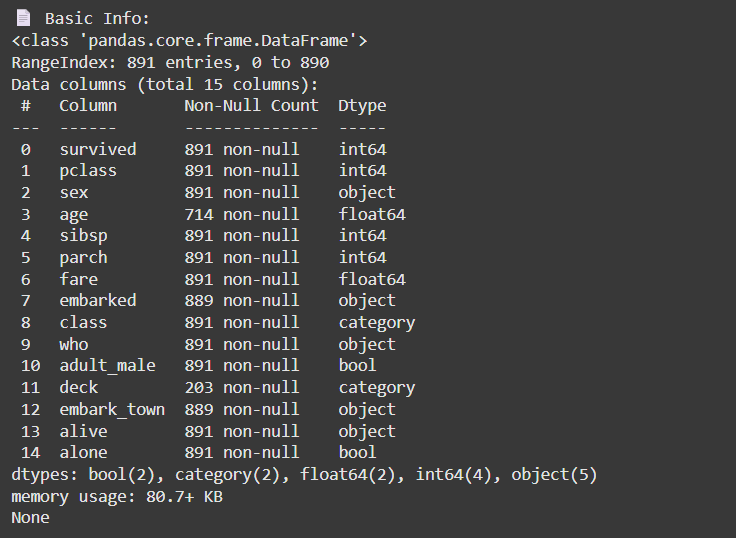 📄 Basic Info:
<class 'pandas.core.frame.DataFrame'>
RangeIndex: 891 entries, 0 to 890
Data columns (total 15 columns):
 #   Column       Non-Null Count  Dtype
---  ------       --------------  -----
 0   survived     891 non-null    int64
 1   pclass       891 non-null    int64
 2   sex          891 non-null    object
 3   age          714 non-null    float64
 4   sibsp        891 non-null    int64
 5   parch        891 non-null    int64
 6   fare         891 non-null    float64
 7   embarked     889 non-null    object
 8   class        891 non-null    category
 9   who          891 non-null    object
 10  adult_male   891 non-null    bool
 11  deck         203 non-null    category
 12  embark_town  889 non-null    object
 13  alive        891 non-null    object
 14  alone        891 non-null    bool
dtypes: bool(2), category(2), float64(2), int64(4), object(5)
memory usage: 80.7+ KB
None